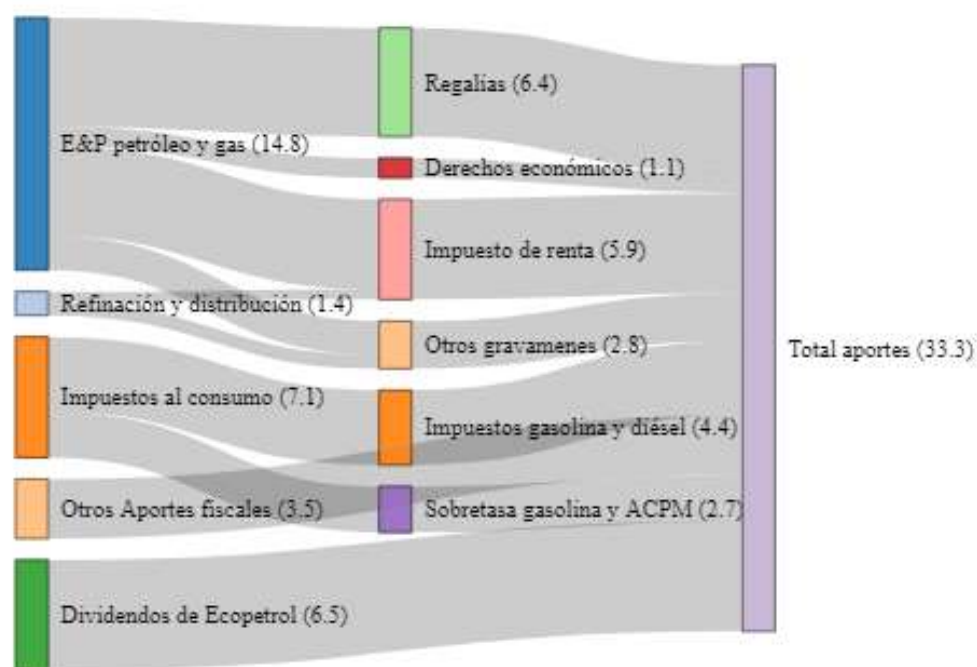 E&P petróleo y gas (14.8)
Refinación y distribución (1.4)
Impuestos al consumo (7.1)
Otros Aportes fiscales (3.5)
Dividendos de Ecopetrol (6.5)
Regalías (6.4)
Derechos económicos (1.1)
Impuesto de renta (5.9)
Otros gravamenes (2.8)
Impuestos gasolina y diésel (4.4)
Sobretasa gasolina y ACPM (2.7)
Total aportes (33.3)